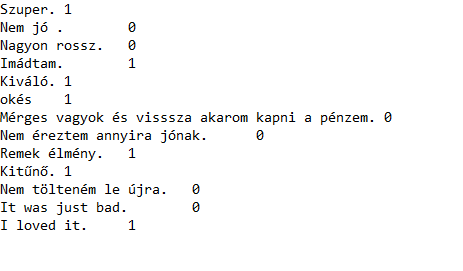 Szuper. 1
Nem jó . 0
Nagyon rossz. 0
Imádtam. 1
Kiváló. 1
okés 1
Mérges vagyok és visssza akarom kapni a pénzem. 0
Nem éreztem annyira jónak. 0
Remek élmény. 1
Kitűnő. 1
Nem tölteném le újra. 0
It was just bad. 0
I loved it. 1